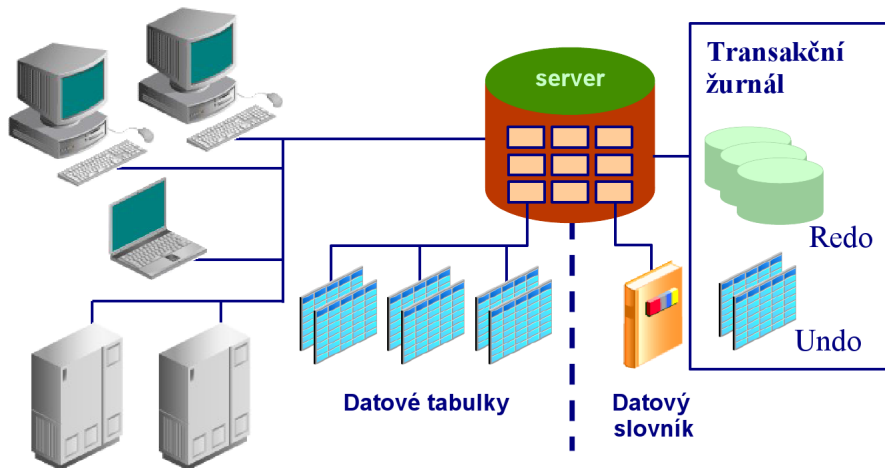 server
Transakční
žurnál
Redo
Undo
Datové tabulky
Datový
slovník